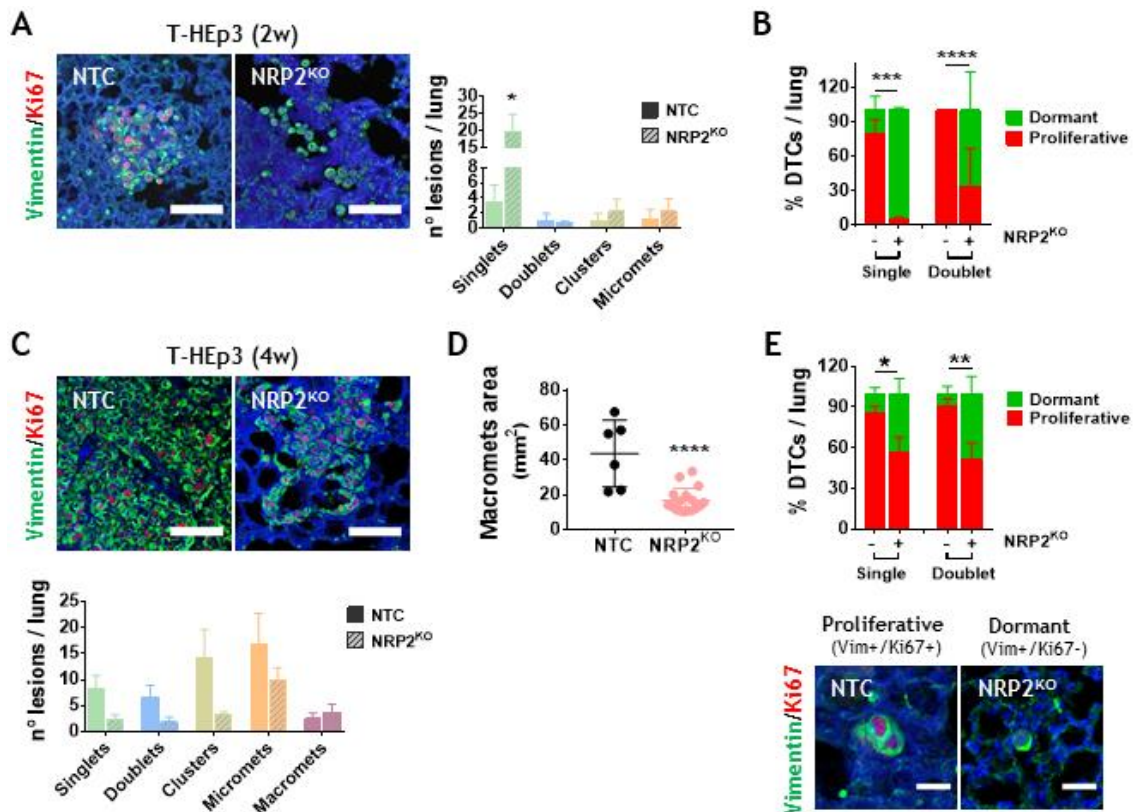 A
T-HEp3 (2w)
Vimentin/Ki67
NTC
NRP2KO
nº lesions / lung
30
25
20
15
10
8
6
4
2
0
NTC
NRP2KO
*
Singlets
Doublets
Clusters
Micromets
B
% DTCs / lung
120
90
60
30
0
***
****
Dormant
Proliferative
- + - + NRP2KO
Single Doublet
C
T-HEp3 (4w)
Vimentin/Ki67
NTC
NRP2KO
nº lesions / lung
25
20
15
10
5
0
NTC
NRP2KO
Singlets
Doublets
Clusters
Micromets
Macromets
D
Macromets area
(mm2)
80
60
40
20
0
****
NTC NRP2KO
E
% DTCs / lung
120
90
60
30
0
*
**
Dormant
Proliferative
- + - + NRP2KO
Single Doublet
Proliferative
(Vim+/Ki67+)
Dormant
(Vim+/Ki67-)
Vimentin/Ki67
NTC
NRP2KO